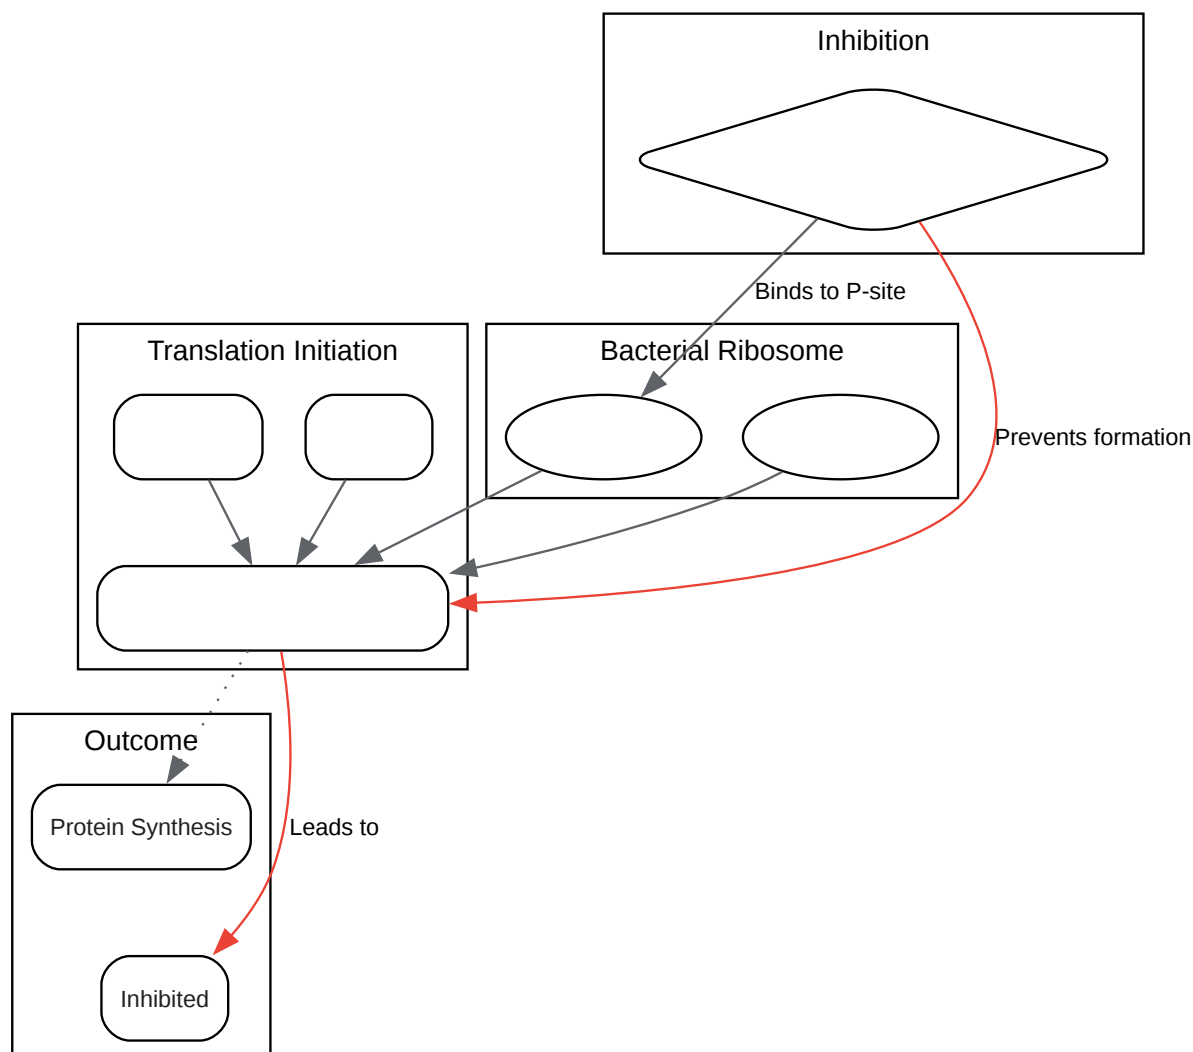 Inhibition
Binds to P-site
Translation Initiation
Bacterial Ribosome
Prevents formation
Outcome
Protein Synthesis
Leads to
Inhibited